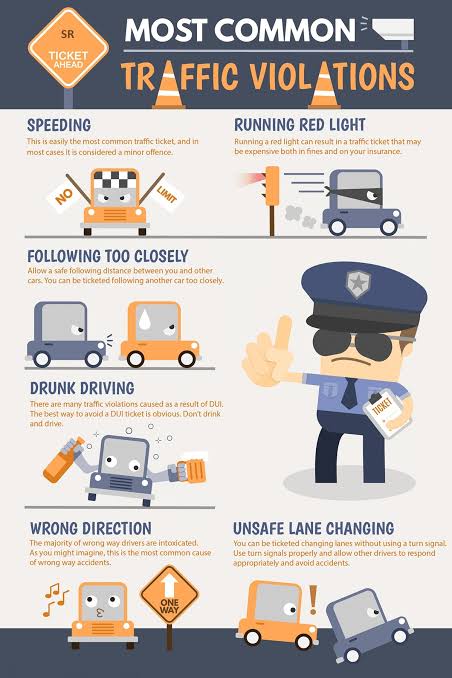 SR
TICKET
AHEAD
MOST COMMON
TRAFFIC VIOLATIONS
SPEEDING
This is easily the most common traffic ticket, and in
most cases it is considered a minor offence.
NO
LIMIT
RUNNING RED LIGHT
Running a red light can result in a traffic ticket that may
be expensive both in fines and on your insurance.
FOLLOWING TOO CLOSELY
Allow a safe following distance between you and other
cars. You can be ticketed following another car too closely.
DRUNK DRIVING
There are many traffic violations caused as a result of DUI.
The best way to avoid a DUI ticket is obvious. Don't drink
and drive.
TICKET
WRONG DIRECTION
The majority of wrong way drivers are intoxicated.
As you might imagine, this is the most common cause
of wrong way accidents.
ONE
WAY
UNSAFE LANE CHANGING
You can be ticketed changing lanes without using a turn signal.
Use turn signals properly and allow other drivers to respond
appropriately and avoid accidents.
!